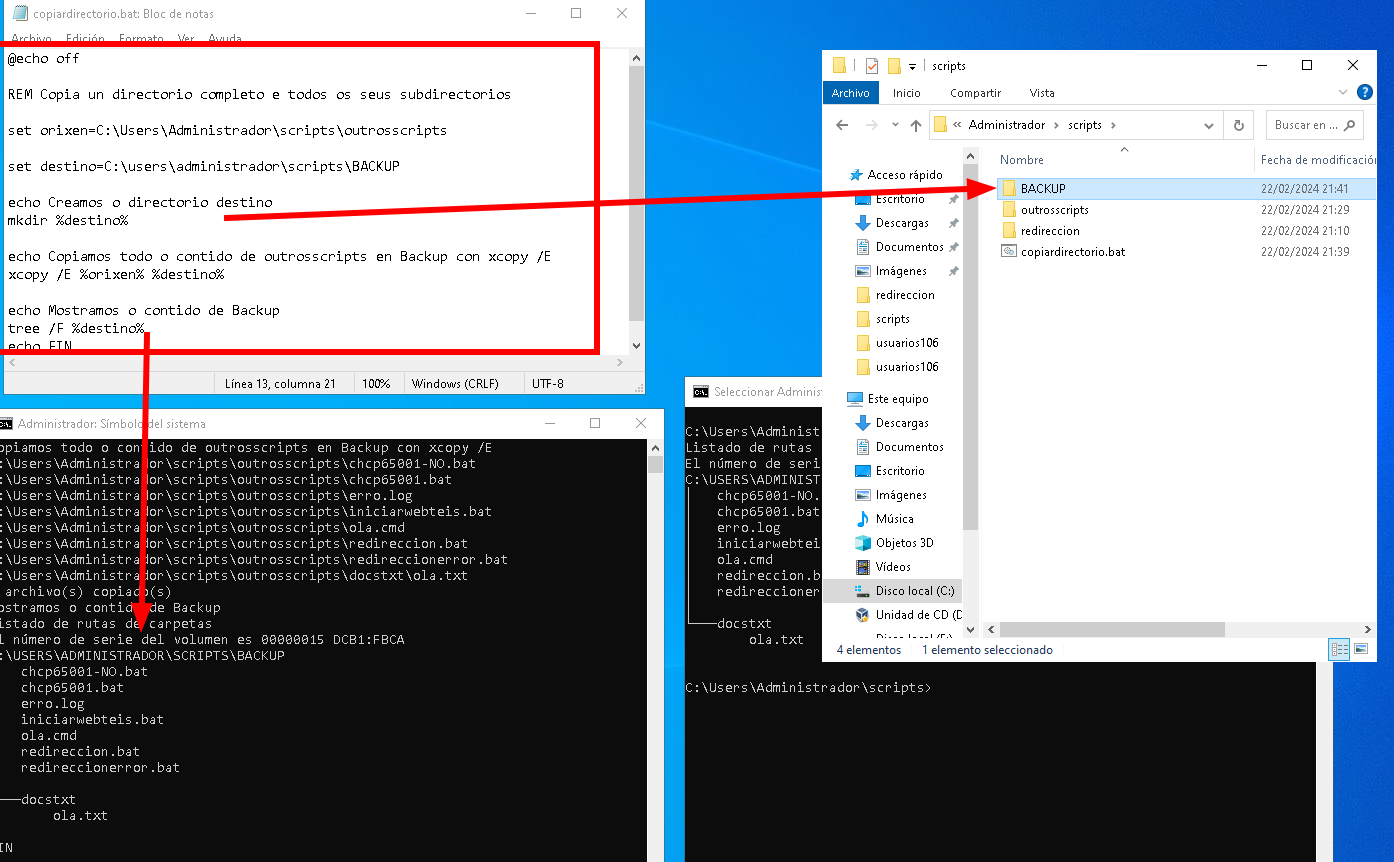 copiardirectorio.bat: Bloc de notas
Archivo Edición Formato Ver Ayuda
@echo off
REM Copia un directorio completo e todos os seus subdirectorios
set orixen=C:\Users\Administrador\scripts\outrosscripts
set destino=C:\users\administrador\scripts\BACKUP
echo Creamos o directorio destino
mkdir %destino%
echo Copiamos todo o contido de outrosscripts en Backup con xcopy /E
xcopy /E %orixen% %destino%
echo Mostramos o contido de Backup
tree /F %destino%
echo FIN
Línea 13, columna 21 100% Windows (CRLF) UTF-8
Administrador: Símbolo del sistema
opiamos todo o contido de outrosscripts en Backup con xcopy /E
:\Users\Administrador\scripts\outrosscripts\chcp65001-NO.bat
:\Users\Administrador\scripts\outrosscripts\chcp65001.bat
:\Users\Administrador\scripts\outrosscripts\erro.log
:\Users\Administrador\scripts\outrosscripts\iniciarwebteis.bat
:\Users\Administrador\scripts\outrosscripts\ola.cmd
:\Users\Administrador\scripts\outrosscripts\redireccion.bat
:\Users\Administrador\scripts\outrosscripts\redireccionerror.bat
:\Users\Administrador\scripts\outrosscripts\docstxt\ola.txt
archivo(s) copiado(s)
ostramos o contido de Backup
istado de rutas de carpetas
l número de serie del volumen es 00000015 DCB1:FBCA
:\USERS\ADMINISTRADOR\SCRIPTS\BACKUP
chcp65001-NO.bat
chcp65001.bat
erro.log
iniciarwebteis.bat
ola.cmd
redireccion.bat
redireccionerror.bat
docstxt
ola.txt
IN
Seleccionar Administ
C:\Users\Administ
Listado de rutas
El número de seri
C:\USERS\ADMINIST
chcp65001-NO.
chcp65001.bat
erro.log
iniciarwebtei
ola.cmd
redireccion.b
redireccioner
docstxt
ola.txt
C:\Users\Administrador\scripts>
scripts
Archivo Inicio Compartir Vista
« Administrador > scripts >
Buscar en ...
Nombre Fecha de modificación
BACKUP 22/02/2024 21:41
outrosscripts 22/02/2024 21:29
redireccion 22/02/2024 21:10
copiardirectorio.bat 22/02/2024 21:39
Acceso rápido
Escritorio
Descargas
Documentos
Imágenes
redireccion
scripts
usuarios106
usuarios106
Este equipo
Descargas
Documentos
Escritorio
Imágenes
Música
Objetos 3D
Vídeos
Disco local (C:)
Unidad de CD (D
Disco local (E:)
4 elementos 1 elemento seleccionado